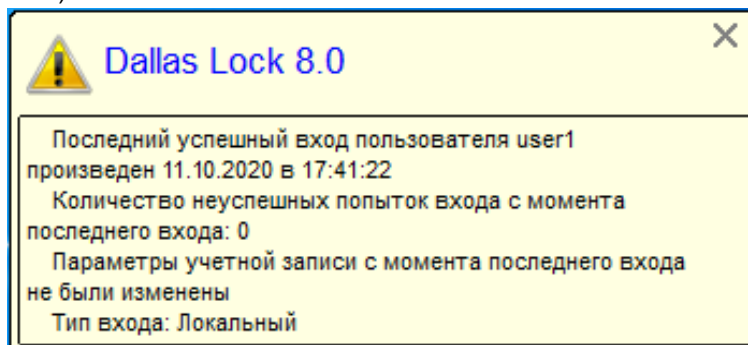 Dallas Lock 8.0
Последний успешный вход пользователя user1
произведен 11.10.2020 в 17:41:22
Количество неуспешных попыток входа с момента
последнего входа: 0
Параметры учетной записи с момента последнего входа
не были изменены
Тип входа: Локальный